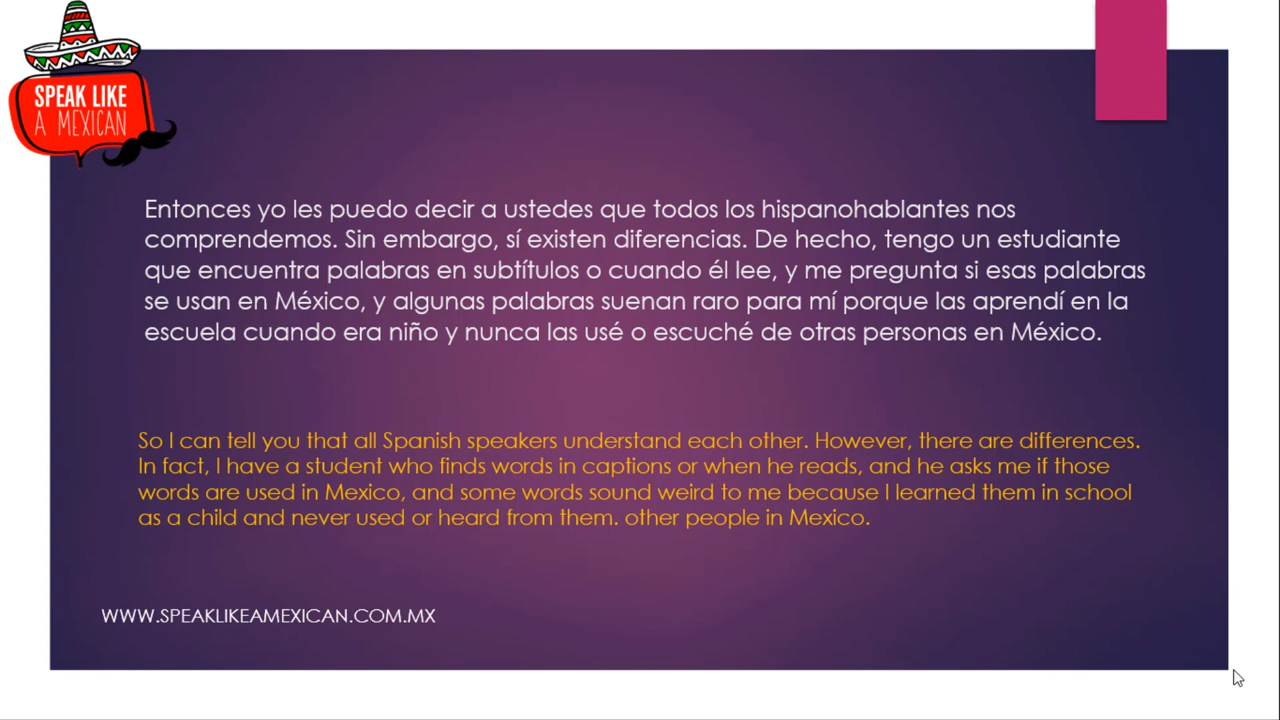 SPEAK LIKE
A MEXICAN
Entonces yo les puedo decir a ustedes que todos los hispanohablantes nos
comprendemos. Sin embargo, sí existen diferencias. De hecho, tengo un estudiante
que encuentra palabras en subtítulos o cuando él lee, y me pregunta si esas palabras
se usan en México, y algunas palabras suenan raro para mí porque las aprendí en la
escuela cuando era niño y nunca las usé o escuché de otras personas en México.
So I can tell you that all Spanish speakers understand each other. However, there are differences.
In fact, I have a student who finds words in captions or when he reads, and he asks me if those
words are used in Mexico, and some words sound weird to me because I learned them in school
as a child and never used or heard from them. other people in Mexico.
WWW.SPEAKLIKEAMEXICAN.COM.MX